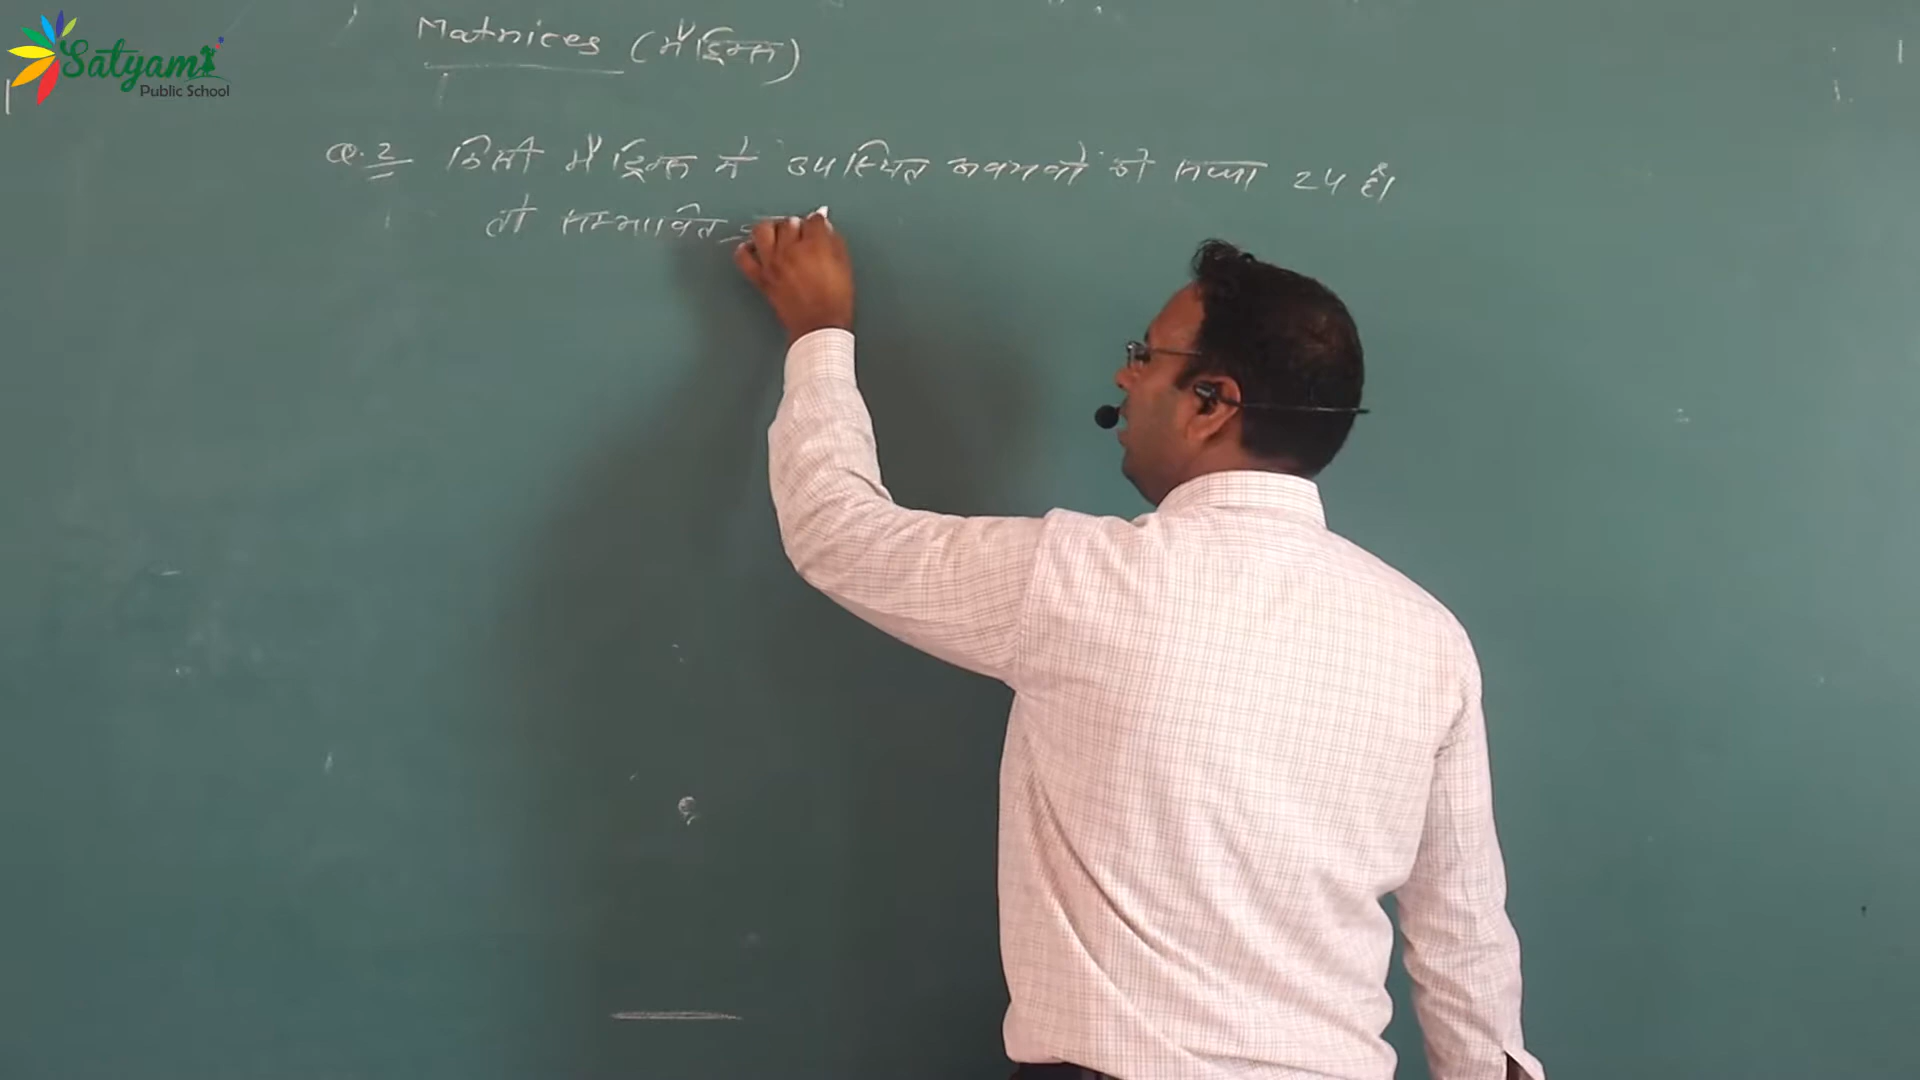 Satyam
Public School
Matrices (मैट्रिक्स)
Q.2 किसी मैट्रिक्स में उपस्थित अवयवों की संख्या 24 है।
तो सम्भावित